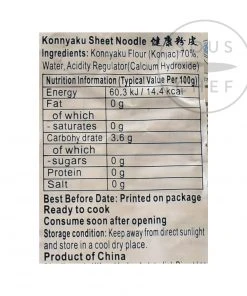 Konnyaku Sheet Noodle 健康粉皮
Ingredients: Konnyaku Flour (Konjac) 70%
Water, Acidity Regulator(Calcium Hydroxide)
Nutrition Information (Typical Value Per 100g)
Energy 60.3 kJ / 14.4 kcal
Fat 0 g
of which
- saturates 0 g
Carbohy drate 3.6 g
of which
-sugars 0 g
Protein 0 g
Salt 0 g
Best Before Date: Printed on package
Ready to cook
Consume soon after opening
Storage condition: Keep away from direct sunlight
and store in a cool dry place.
Product of China